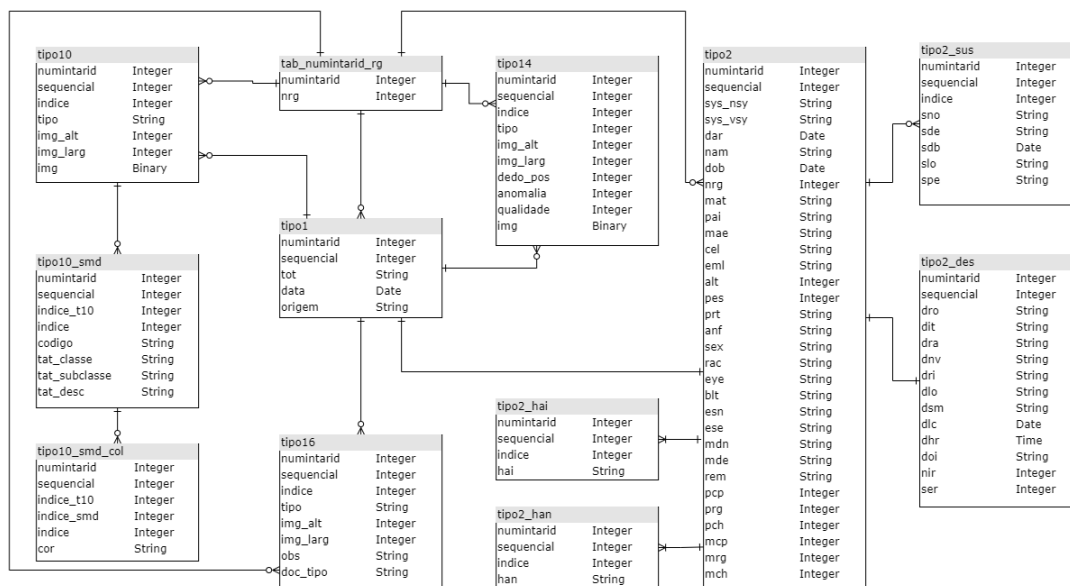 tipo10
numintarid Integer
sequencial Integer
indice Integer
tipo String
img_alt Integer
img_larg Integer
img Binary
tab_numintarid_rg
numintarid Integer
nrg Integer
tipo14
numintarid Integer
sequencial Integer
indice Integer
tipo Integer
img_alt Integer
img_larg Integer
dedo_pos Integer
anomalia Integer
qualidade Integer
img Binary
tipo2
numintarid Integer
sequencial Integer
sys_nsy String
sys_vsy String
dar Date
nam String
dob Date
nrg Integer
mat String
pai String
mae String
cel String
eml String
alt Integer
pes Integer
prt String
anf String
sex String
rac String
eye String
blt String
esn String
ese String
mdn String
mde String
rem String
pcp Integer
prg Integer
pch Integer
mcp Integer
mrg Integer
mch Integer
tipo2_sus
numintarid Integer
sequencial Integer
indice Integer
sno String
sde String
sdb Date
slo String
spe String
tipo10_smd
numintarid Integer
sequencial Integer
indice_t10 Integer
indice Integer
codigo String
tat_classe String
tat_subclasse String
tat_desc String
tipo1
numintarid Integer
sequencial Integer
tot String
data Date
origem String
tipo2_des
numintarid Integer
sequencial Integer
dro String
dit String
dra String
dnv String
dri String
dlo String
dsm String
dlc Date
dhr Time
doi String
nir Integer
ser Integer
tipo10_smd_col
numintarid Integer
sequencial Integer
indice_t10 Integer
indice_smd Integer
indice Integer
cor String
tipo16
numintarid Integer
sequencial Integer
indice Integer
tipo String
img_alt Integer
img_larg Integer
obs String
doc_tipo String
tipo2_hai
numintarid Integer
sequencial Integer
indice Integer
hai String
tipo2_han
numintarid Integer
sequencial Integer
indice Integer
han String